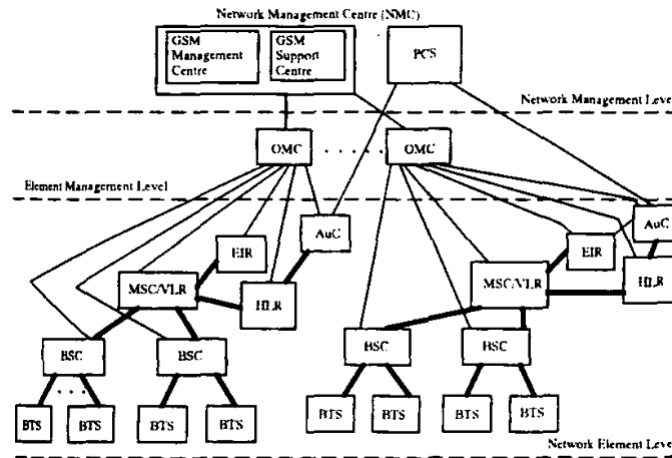 Network Management Centre (NMC)
GSM
Management
Centre
GSM
Support
Centre
PCS
Network Management Leve
OMC
. . . . .
OMC
Element Management Level
AuC
AuC
EIR
EIR
MSC/VLR
HLR
MSC/VLR
HLR
BSC
BSC
BSC
BSC
. . . .
BTS
BTS
BTS
BTS
BTS
BTS
BTS
BTS
Network Element Leve